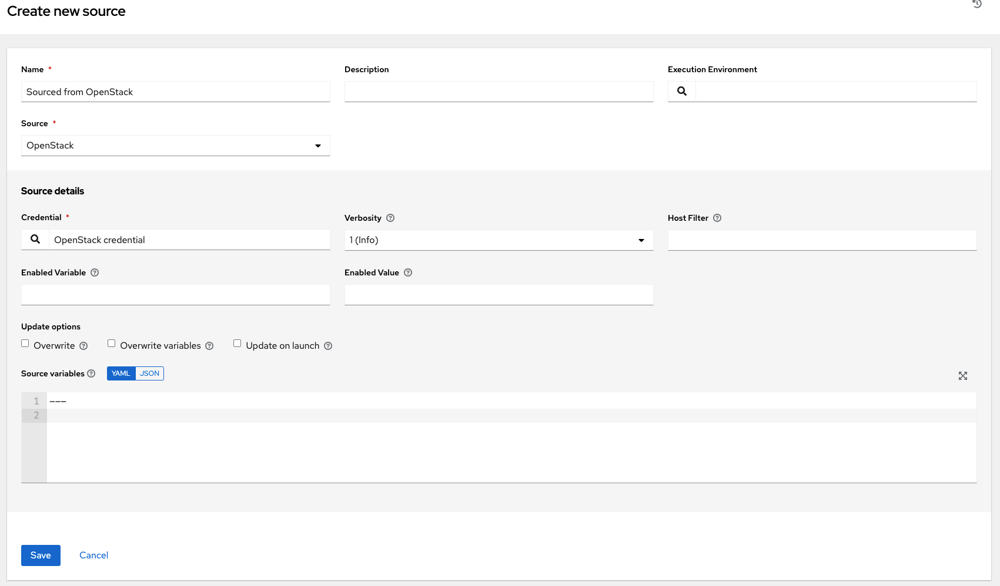 Create new source
Name *
Description
Execution Environment
Sourced from OpenStack
Source *
OpenStack
Source details
Credential *
Verbosity
Host Filter
OpenStack credential
1 (Info)
Enabled Variable
Enabled Value
Update options
Overwrite
Overwrite variables
Update on launch
Source variables
YAML
JSON
1 ---
2
Save
Cancel